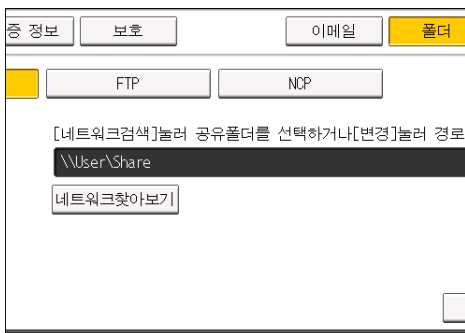 증 정보 보호 이메일 폴더
FTP NCP
[네트워크검색]눌러 공유폴더를 선택하거나[변경]눌러 경로
\\User\Share
네트워크찾아보기